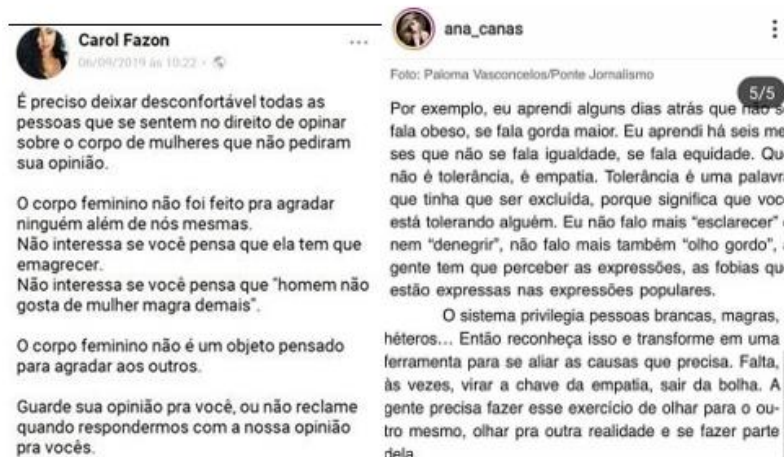 Carol Fazon
06/09/2019 às 10:22 ·
É preciso deixar desconfortável todas as
pessoas que se sentem no direito de opinar
sobre o corpo de mulheres que não pediram
sua opinião.
O corpo feminino não foi feito pra agradar
ninguém além de nós mesmas.
Não interessa se você pensa que ela tem que
emagrecer.
Não interessa se você pensa que "homem não
gosta de mulher magra demais".
O corpo feminino não é um objeto pensado
para agradar aos outros.
Guarde sua opinião pra você, ou não reclame
quando respondermos com a nossa opinião
pra vocês.
ana_canas
Foto: Paloma Vasconcelos/Ponte Jornalismo
5/5
Por exemplo, eu aprendi alguns dias atrás que não s
fala obeso, se fala gorda maior. Eu aprendi há seis me
ses que não se fala igualdade, se fala equidade. Qu
não é tolerância, é empatia. Tolerância é uma palavr
que tinha que ser excluída, porque significa que voc
está tolerando alguém. Eu não falo mais "esclarecer"
nem "denegrir", não falo mais também "olho gordo",
gente tem que perceber as expressões, as fobias qu
estão expressas nas expressões populares.
O sistema privilegia pessoas brancas, magras,
héteros... Então reconheça isso e transforme em uma
ferramenta para se aliar as causas que precisa. Falta,
às vezes, virar a chave da empatia, sair da bolha. A
gente precisa fazer esse exercício de olhar para o ou-
tro mesmo, olhar pra outra realidade e se fazer parte
dela